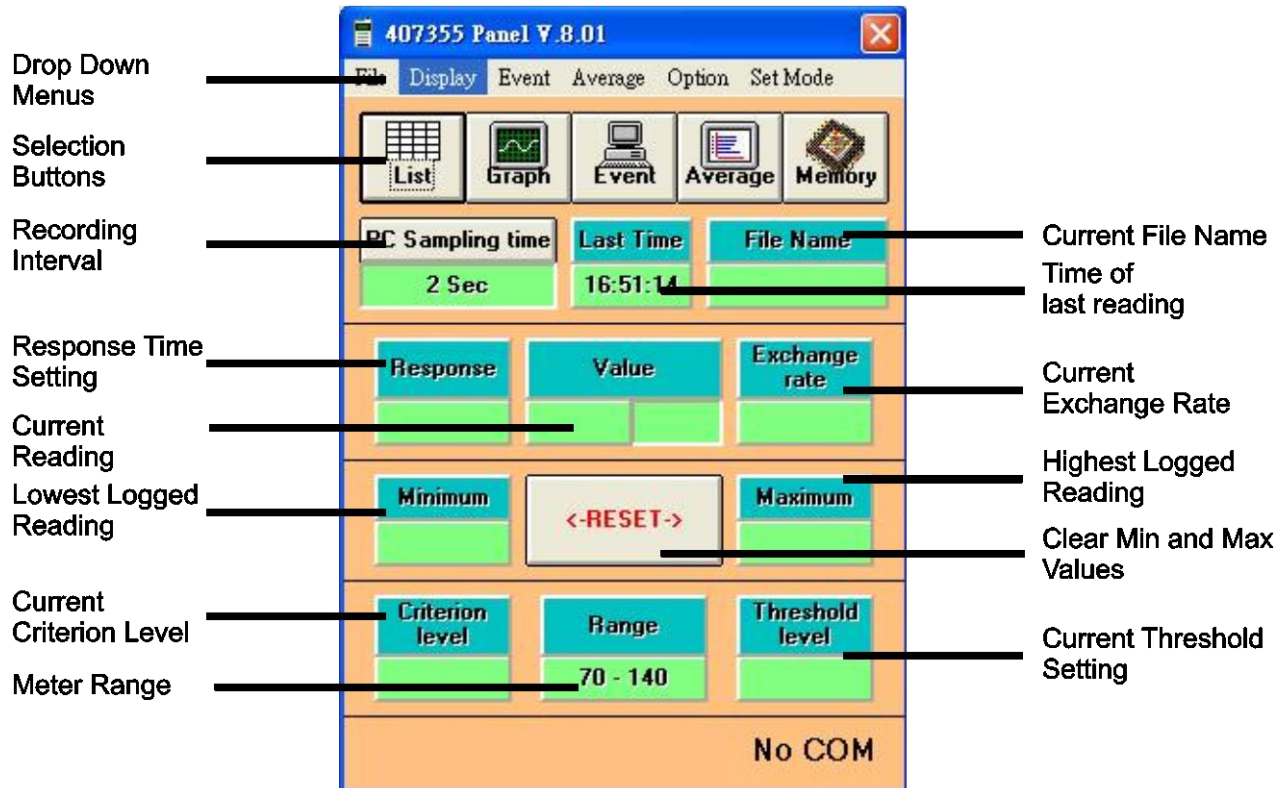 407355 Panel V.8.01
File Display Event Average Option Set Mode
Drop Down
Menus
List Graph Event Average Memory
Selection
Buttons
PC Sampling time Last Time File Name
Recording
Interval
Current File Name
2 Sec 16:51:14
Time of
last reading
Response Time
Setting
Response Value Exchange
rate
Current
Exchange Rate
Current
Reading
Lowest Logged
Reading
Minimum <-RESET-> Maximum
Highest Logged
Reading
Clear Min and Max
Values
Current
Criterion Level
Criterion
level
Range
Threshold
level
Current Threshold
Setting
Meter Range
70 - 140
No COM